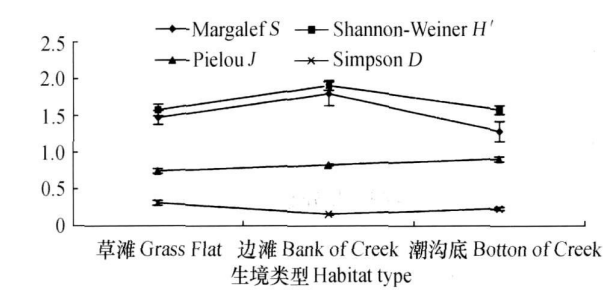 Margalef S Shannon-Weiner H′
Pielou J Simpson D
2.5
2.0
1.5
1.0
0.5
0
草滩 Grass Flat 边滩 Bank of Creek 潮沟底 Botton of Creek
生境类型 Habitat type